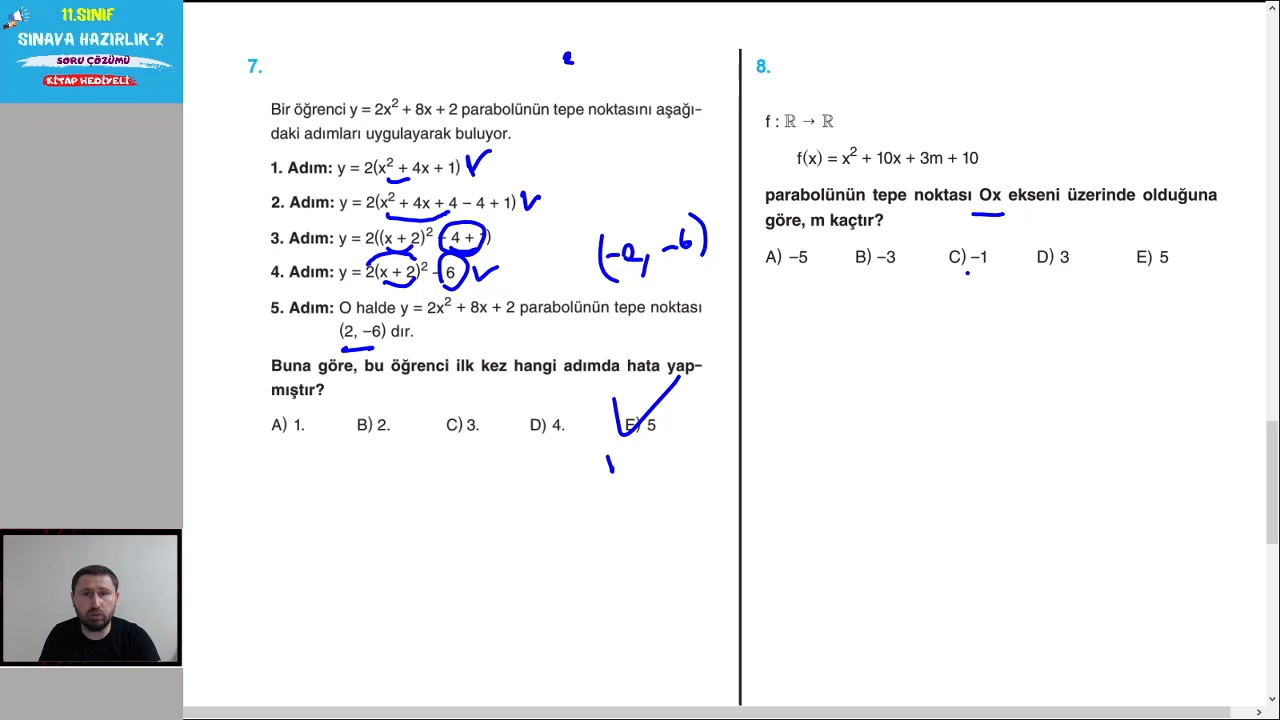 11.SINIF
SINAVA HAZIRLIK-2
SORU ÇÖZÜMÜ
KİTAP HEDİYELİ
7.
Bir öğrenci y = 2x² + 8x + 2 parabolünün tepe noktasını aşağı–
daki adımları uygulayarak buluyor.
1. Adım: y = 2(x² + 4x + 1)
2. Adım: y = 2(x² + 4x + 4 – 4 + 1)
3. Adım: y = 2((x + 2)² – 4 + 1)
4. Adım: y = 2(x + 2)² – 6
(-2, -6)
5. Adım: O halde y = 2x² + 8x + 2 parabolünün tepe noktası
(2, –6) dır.
Buna göre, bu öğrenci ilk kez hangi adımda hata yap–
mıştır?
A) 1. B) 2. C) 3. D) 4. E) 5
8.
f : ℝ → ℝ
f(x) = x² + 10x + 3m + 10
parabolünün tepe noktası Ox ekseni üzerinde olduğuna
göre, m kaçtır?
A) –5 B) –3 C) –1 D) 3 E) 5